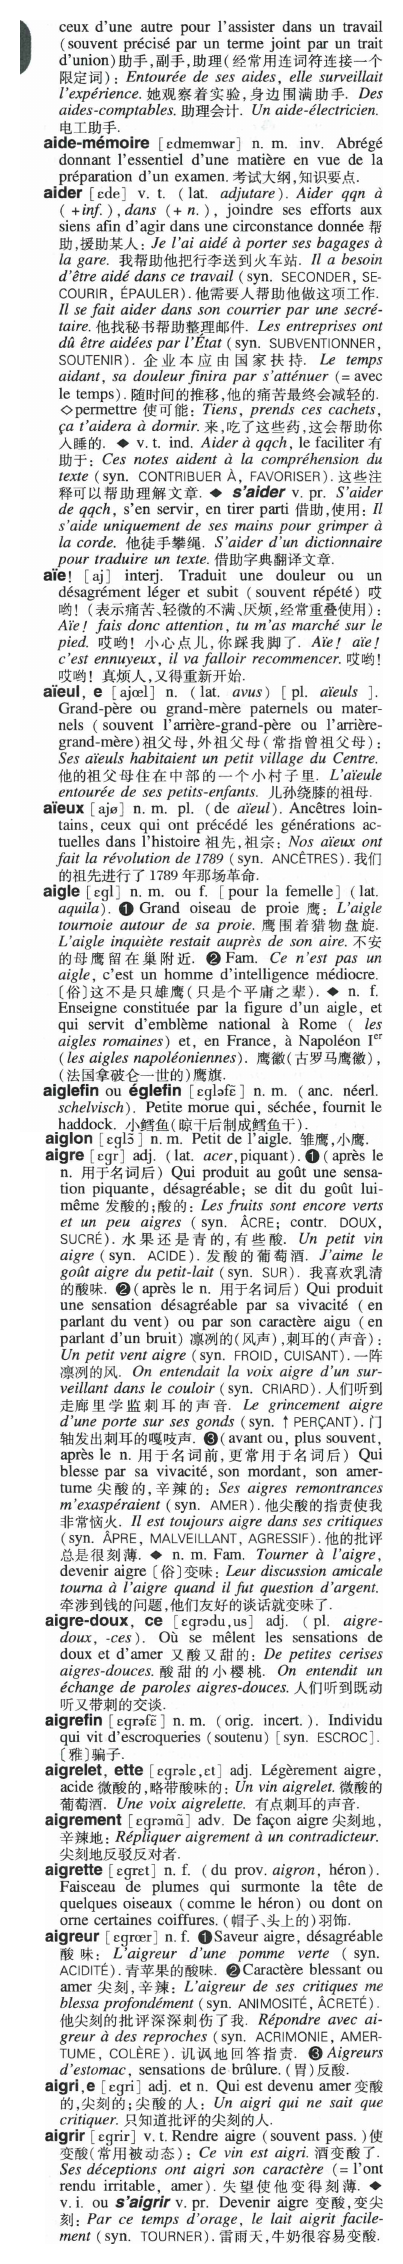 ceux d'une autre pour l'assister dans un travail
(souvent précisé par un terme joint par un trait
d'union)助手,副手,助理(经常用连词符连接一个
限定词): Entourée de ses aides, elle surveillait
l'expérience. 她观察着实验,身边围满助手. Des
aides-comptables. 助理会计. Un aide-électricien.
电工助手.
aide-mémoire [ɛdmemwar] n. m. inv. Abrégé
donnant l'essentiel d'une matière en vue de la
préparation d'un examen. 考试大纲,知识要点.
aider [ɛde] v. t. (lat. adjutare). Aider qqn à
(+inf.), dans (+ n.), joindre ses efforts aux
siens afin d'agir dans une circonstance donnée 帮
助,援助某人: Je l'ai aidé à porter ses bagages à
la gare. 我帮助他把行李送到火车站. Il a besoin
d'être aidé dans ce travail (syn. SECONDER, SE-
COURIR, ÉPAULER). 他需要人帮助他做这项工作.
Il se fait aider dans son courrier par une secré-
taire. 他找秘书帮助整理邮件. Les entreprises ont
dû être aidées par l'État (syn. SUBVENTIONNER,
SOUTENIR). 企业本应由国家扶持. Le temps
aidant, sa douleur finira par s'atténuer (= avec
le temps). 随时间的推移,他的痛苦最终会减轻的.
◇permettre 使可能: Tiens, prends ces cachets,
ça t'aidera à dormir. 来,吃了这些药,这会帮助你
入睡的. ◆ v. t. ind. Aider à qqch, le faciliter 有
助于: Ces notes aident à la compréhension du
texte (syn. CONTRIBUER À, FAVORISER). 这些注
释可以帮助理解文章. ◆ s'aider v. pr. S'aider
de qqch, s'en servir, en tirer parti 借助,使用: Il
s'aide uniquement de ses mains pour grimper à
la corde. 他徒手攀绳. S'aider d'un dictionnaire
pour traduire un texte. 借助字典翻译文章.
aïe! [aj] interj. Traduit une douleur ou un
désagrément léger et subit (souvent répété) 哎
哟! (表示痛苦、轻微的不满、厌烦,经常重叠使用):
Aïe! fais donc attention, tu m'as marché sur le
pied. 哎哟! 小心点儿,你踩我脚了. Aïe! aïe!
c'est ennuyeux, il va falloir recommencer. 哎哟!
哎哟! 真烦人,又得重新开始.
aïeul, e [ajœl] n. (lat. avus) [pl. aïeuls ].
Grand-père ou grand-mère paternels ou mater-
nels (souvent l'arrière-grand-père ou l'arrière-
grand-mère)祖父母,外祖父母(常指曾祖父母):
Ses aïeuls habitaient un petit village du Centre.
他的祖父母住在中部的一个小村子里. L'aïeule
entourée de ses petits-enfants. 儿孙绕膝的祖母.
aïeux [ajø] n. m. pl. (de aïeul). Ancêtres loin-
tains, ceux qui ont précédé les générations ac-
tuelles dans l'histoire 祖先,祖宗: Nos aïeux ont
fait la révolution de 1789 (syn. ANCÊTRES). 我们
的祖先进行了1789年那场革命.
aigle [ɛgl] n. m. ou f. [pour la femelle] (lat.
aquila). ❶ Grand oiseau de proie 鹰: L'aigle
tournoie autour de sa proie. 鹰围着猎物盘旋.
L'aigle inquiète restait auprès de son aire. 不安
的母鹰留在巢附近. ❷ Fam. Ce n'est pas un
aigle, c'est un homme d'intelligence médiocre.
〔俗〕这不是只雄鹰(只是个平庸之辈). ◆ n. f.
Enseigne constituée par la figure d'un aigle, et
qui servit d'emblème national à Rome ( les
aigles romaines) et, en France, à Napoléon Iᵉʳ
(les aigles napoléoniennes). 鹰徽(古罗马鹰徽),
(法国拿破仑一世的)鹰旗.
aiglefin ou églefin [ɛgləfɛ̃] n. m. (anc. néerl.
schelvisch). Petite morue qui, séchée, fournit le
haddock. 小鳕鱼(晾干后制成鳕鱼干).
aiglon [ɛglɔ̃] n. m. Petit de l'aigle. 雏鹰,小鹰.
aigre [ɛgr] adj. (lat. acer,piquant). ❶(après le
n. 用于名词后) Qui produit au goût une sensa-
tion piquante, désagréable; se dit du goût lui-
même 发酸的;酸的: Les fruits sont encore verts
et un peu aigres (syn. ÂCRE; contr. DOUX,
SUCRÉ). 水果还是青的,有些酸. Un petit vin
aigre (syn. ACIDE). 发酸的葡萄酒. J'aime le
goût aigre du petit-lait (syn. SUR). 我喜欢乳清
的酸味. ❷(après le n. 用于名词后) Qui produit
une sensation désagréable par sa vivacité (en
parlant du vent) ou par son caractère aigu (en
parlant d'un bruit) 凛冽的(风声),刺耳的(声音):
Un petit vent aigre (syn. FROID, CUISANT). 一阵
凛冽的风. On entendait la voix aigre d'un sur-
veillant dans le couloir (syn. CRIARD). 人们听到
走廊里学监刺耳的声音. Le grincement aigre
d'une porte sur ses gonds (syn. ↑ PERÇANT). 门
轴发出刺耳的嘎吱声. ❸(avant ou, plus souvent,
après le n. 用于名词前,更常用于名词后) Qui
blesse par sa vivacité, son mordant, son amer-
tume 尖酸的,辛辣的: Ses aigres remontrances
m'exaspéraient (syn. AMER). 他尖酸的指责使我
非常恼火. Il est toujours aigre dans ses critiques
(syn. ÂPRE, MALVEILLANT, AGRESSIF). 他的批评
总是很刻薄. ◆ n. m. Fam. Tourner à l'aigre,
devenir aigre 〔俗〕变味: Leur discussion amicale
tourna à l'aigre quand il fut question d'argent.
牵涉到钱的问题,他们友好的谈话就变味了.
aigre-doux, ce [ɛgrədu,us] adj. (pl. aigre-
doux, -ces). Où se mêlent les sensations de
doux et d'amer 又酸又甜的: De petites cerises
aigres-douces. 酸甜的小樱桃. On entendit un
échange de paroles aigres-douces. 人们听到既动
听又带刺的交谈.
aigrefin [ɛgrəfɛ̃] n. m. (orig. incert.). Individu
qui vit d'escroqueries (soutenu) [syn. ESCROC].
〔雅〕骗子.
aigrelet, ette [ɛgrəlɛ,ɛt] adj. Légèrement aigre,
acide 微酸的,略带酸味的: Un vin aigrelet. 微酸的
葡萄酒. Une voix aigrelette. 有点刺耳的声音.
aigrement [ɛgrəmɑ̃] adv. De façon aigre 尖刻地,
辛辣地: Répliquer aigrement à un contradicteur.
尖刻地反驳反对者.
aigrette [ɛgrɛt] n. f. (du prov. aigron, héron).
Faisceau de plumes qui surmonte la tête de
quelques oiseaux (comme le héron) ou dont on
orne certaines coiffures. (帽子、头上的)羽饰.
aigreur [ɛgrœr] n. f. ❶Saveur aigre, désagréable
酸味: L'aigreur d'une pomme verte (syn.
ACIDITÉ). 青苹果的酸味. ❷Caractère blessant ou
amer 尖刻,辛辣: L'aigreur de ses critiques me
blessa profondément (syn. ANIMOSITÉ, ÂCRETÉ).
他尖刻的批评深深刺伤了我. Répondre avec ai-
greur à des reproches (syn. ACRIMONIE, AMER-
TUME, COLÈRE). 讥讽地回答指责. ❸ Aigreurs
d'estomac, sensations de brûlure. (胃)反酸.
aigri,e [ɛgri] adj. et n. Qui est devenu amer 变酸
的,尖刻的;尖酸的人: Un aigri qui ne sait que
critiquer. 只知道批评的尖刻的人.
aigrir [ɛgrir] v. t. Rendre aigre (souvent pass.)使
变酸(常用被动态): Ce vin est aigri. 酒变酸了.
Ses déceptions ont aigri son caractère (= l'ont
rendu irritable, amer). 失望使他变得刻薄. ◆
v. i. ou s'aigrir v. pr. Devenir aigre 变酸,变尖
刻: Par ce temps d'orage, le lait aigrit facile-
ment (syn. TOURNER). 雷雨天,牛奶很容易变酸.